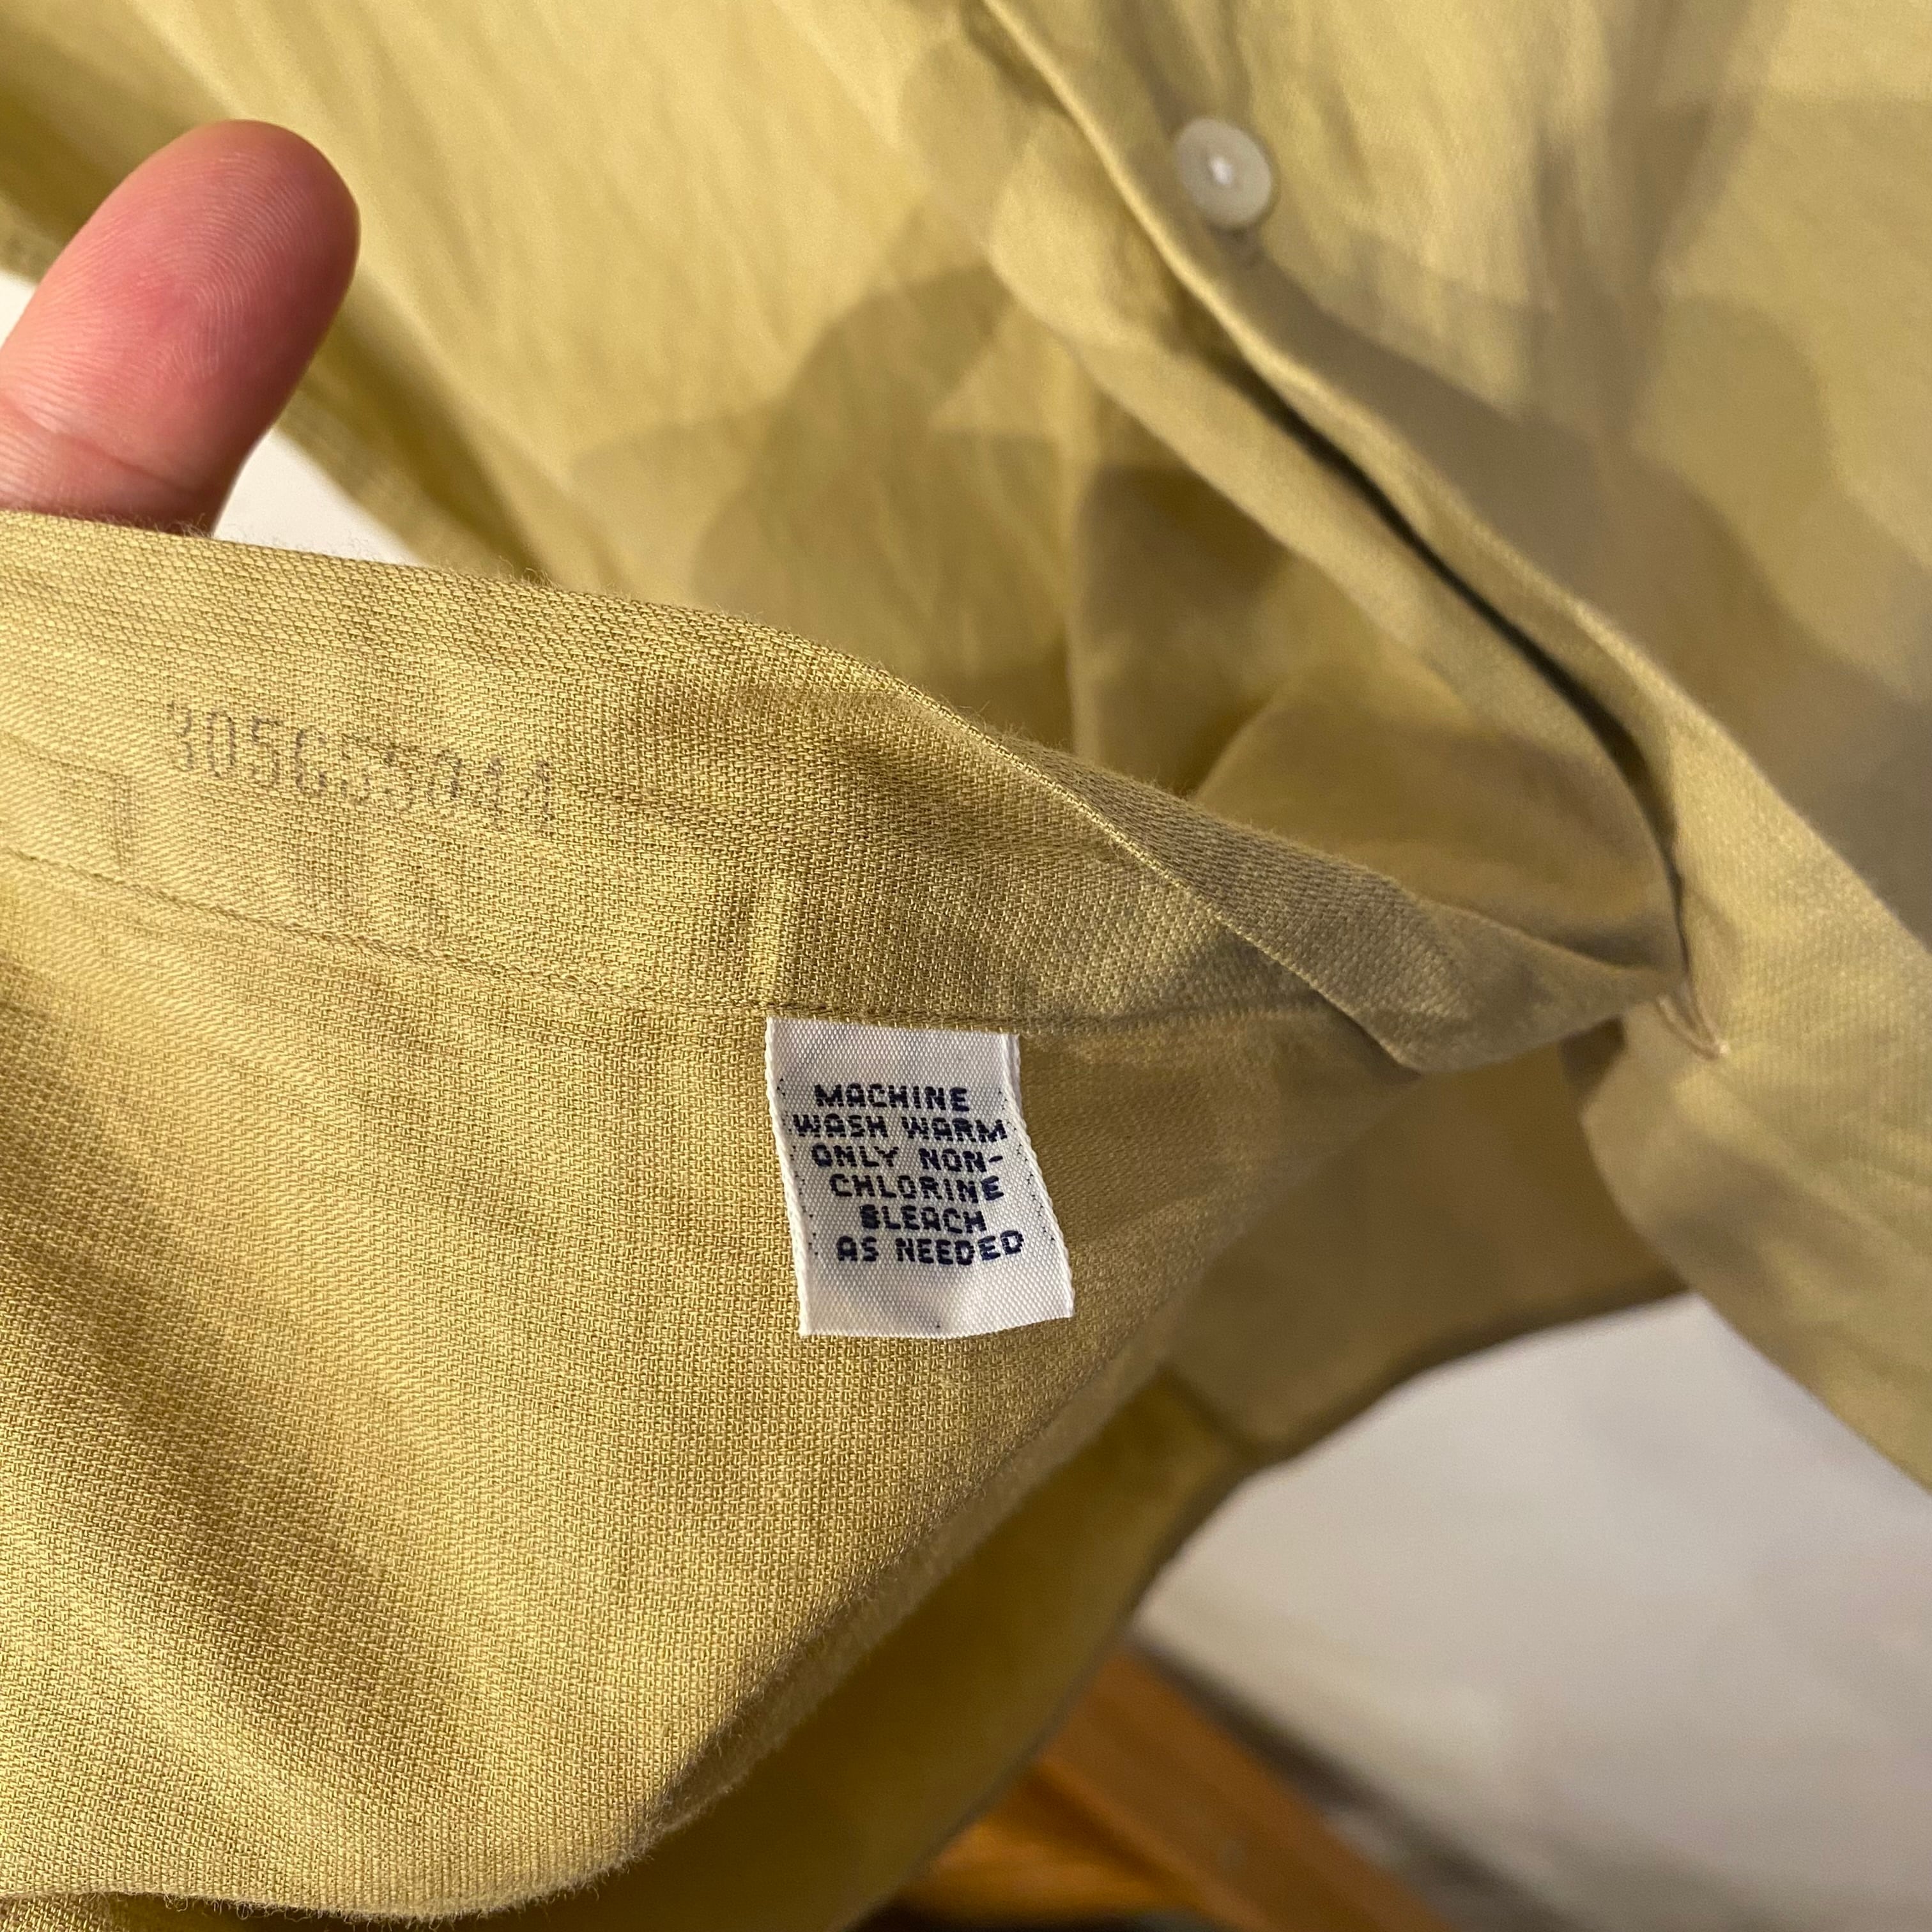 MACHINE
WASH WARM
ONLY NON-
CHLORINE
BLEACH
AS NEEDED